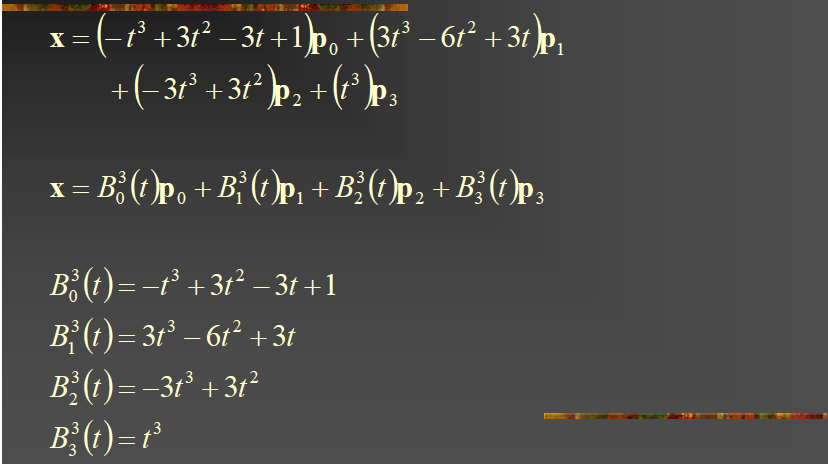 x = (−t³ + 3t² − 3t + 1)p₀ + (3t³ − 6t² + 3t)p₁
+ (−3t³ + 3t²)p₂ + (t³)p₃
x = B₀³(t)p₀ + B₁³(t)p₁ + B₂³(t)p₂ + B₃³(t)p₃
B₀³(t) = −t³ + 3t² − 3t + 1
B₁³(t) = 3t³ − 6t² + 3t
B₂³(t) = −3t³ + 3t²
B₃³(t) = t³